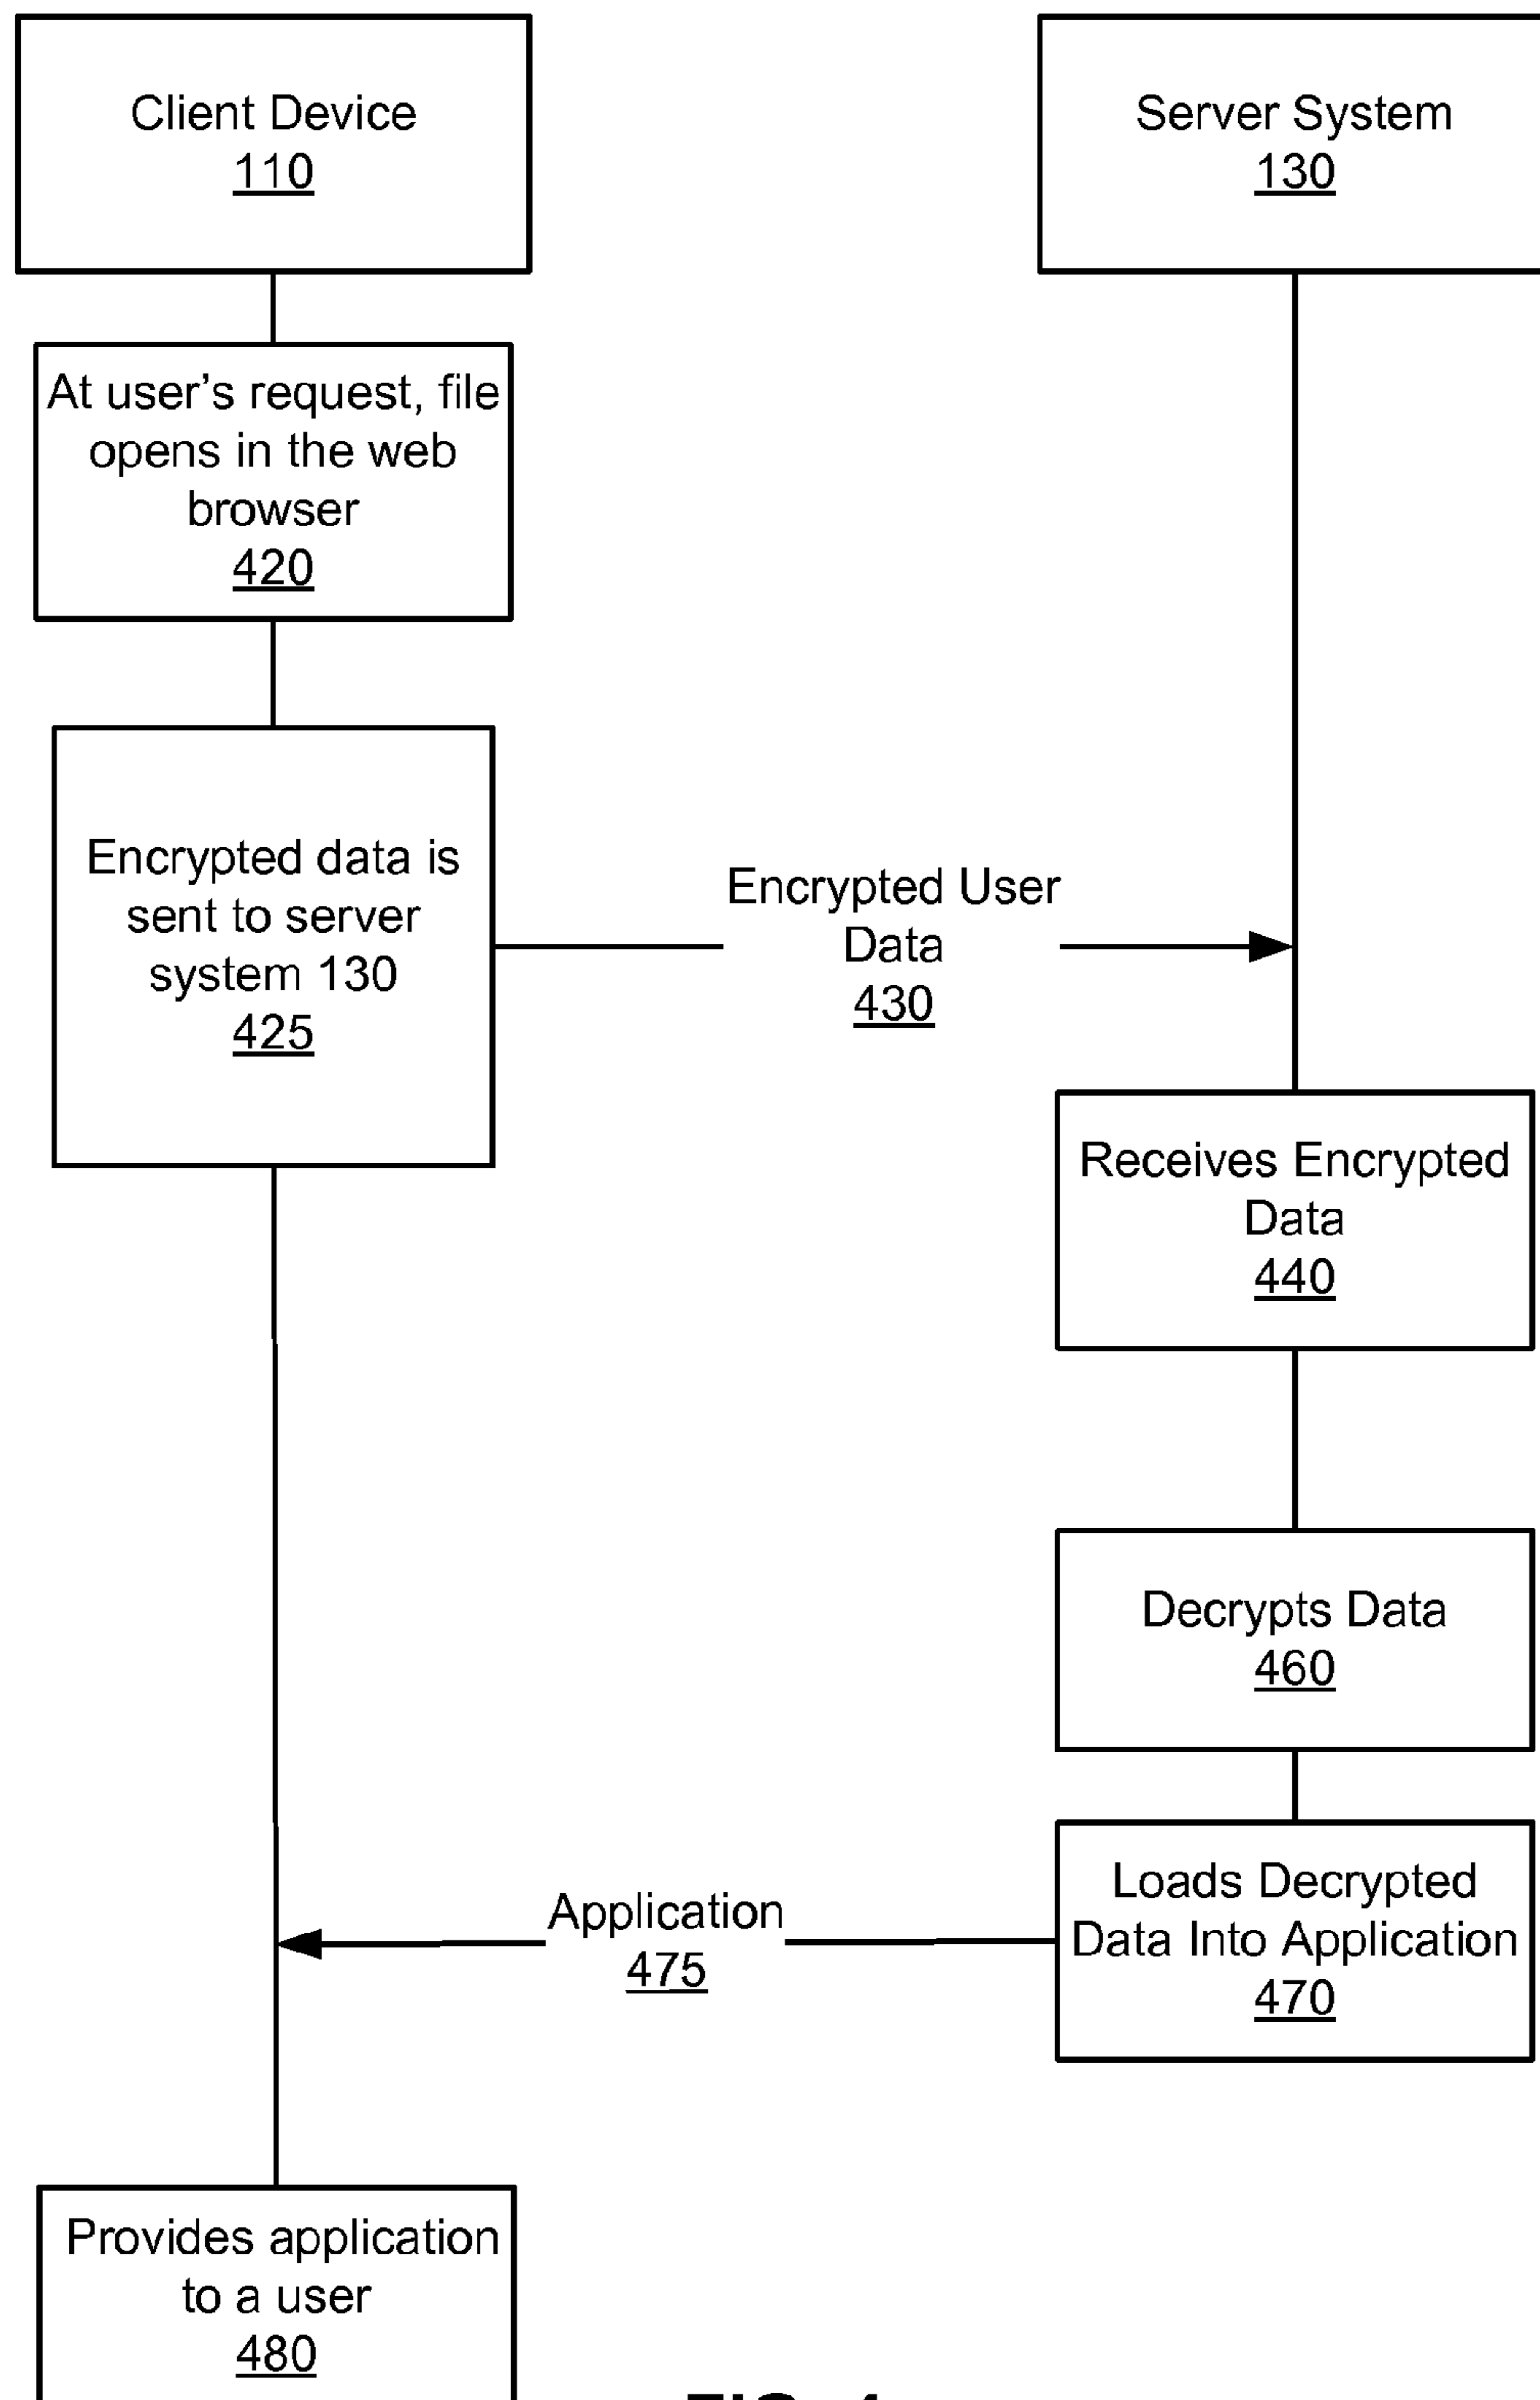 Client Device
110
Server System
130
At user's request, file
opens in the web
browser
420
Encrypted data is
sent to server
system 130
425
Encrypted User
Data
430
Receives Encrypted
Data
440
Decrypts Data
460
Loads Decrypted
Data Into Application
470
Application
475
Provides application
to a user
480